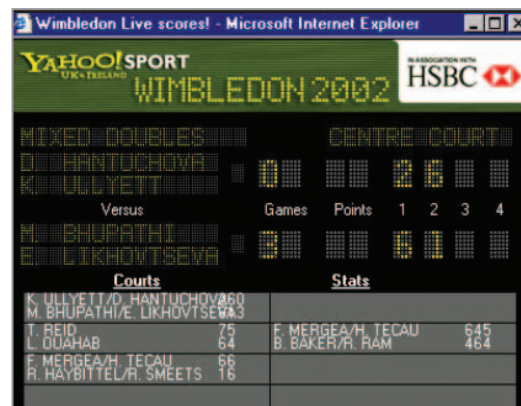 Wimbledon Live scores! - Microsoft Internet Explorer
YAHOO! SPORT
UK & IRELAND
WIMBLEDON 2002
IN ASSOCIATION WITH
HSBC
MIXED DOUBLES CENTRE COURT
D. HANTUCHOVA
K. ULLYETT 0 2 6
Versus Games Points 1 2 3 4
M. BHUPATHI
E. LIKHOVTSEVA 3 6 1
Courts Stats
K. ULLYETT/D. HANTUCHOVA
M. BHUPATHI/E. LIKHOVTSEVA
T. REID 75 F. MERGEA/H. TECAU 645
L. OUAHAB 64 B. BAKER/R. RAM 464
F. MERGEA/H. TECAU 66
R. HAYBITTEL/R. SMEETS 16